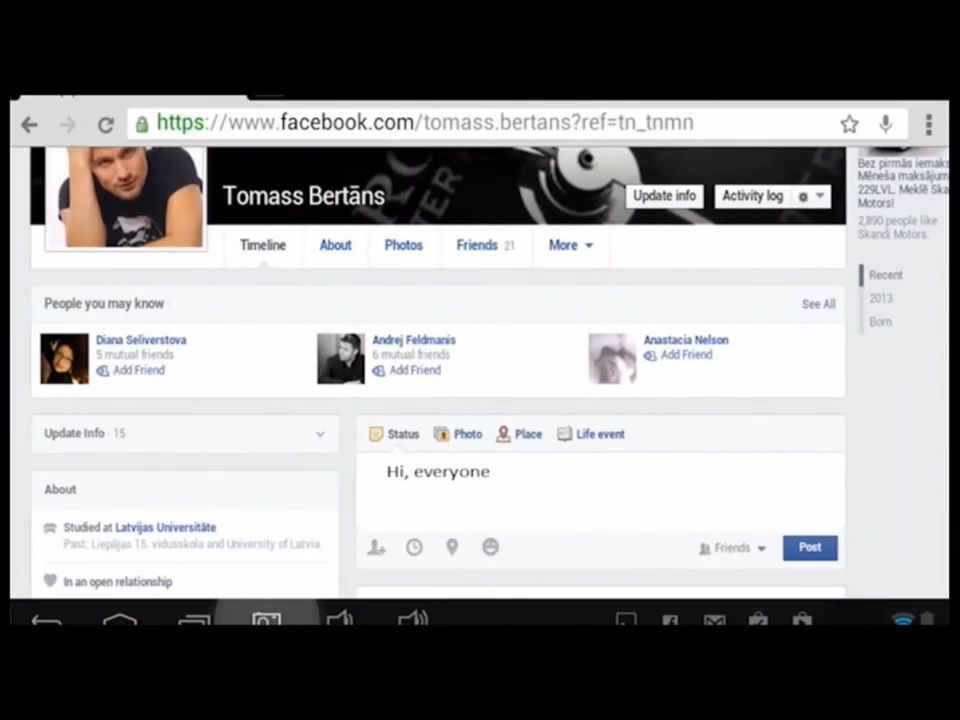 https://www.facebook.com/tomass.bertans?ref=tn_tnmn
Tomass Bertāns
Update info
Activity log
Timeline
About
Photos
Friends 21
More
Bez pirmās iemaks
Mēneša maksājum
229LVL. Meklē Ska
Motors!
2,890 people like
Skandi Motors.
Recent
2013
Born
People you may know
See All
Diana Seliverstova
5 mutual friends
Add Friend
Andrej Feldmanis
6 mutual friends
Add Friend
Anastacia Nelson
Add Friend
Update Info · 15
Status
Photo
Place
Life event
Hi, everyone
Friends
Post
About
Studied at Latvijas Universitāte
Past: Liepājas 15. vidusskola and University of Latvia
In an open relationship